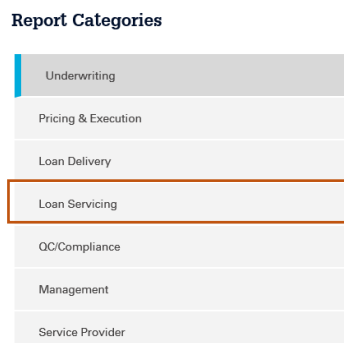 Report Categories
Underwriting
Pricing & Execution
Loan Delivery
Loan Servicing
QC/Compliance
Management
Service Provider